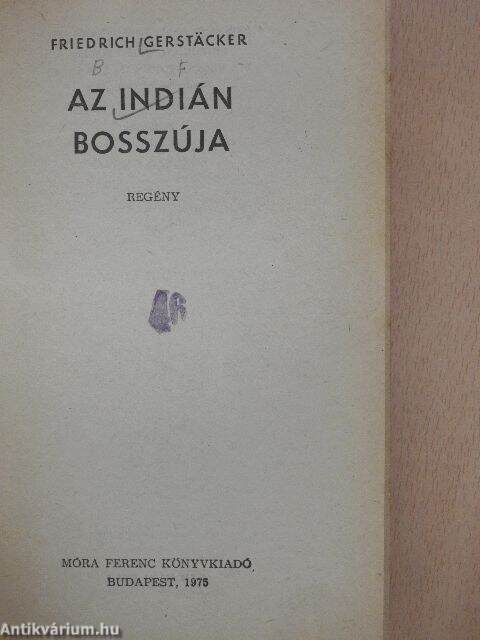 FRIEDRICH GERSTÄCKER
B F
AZ INDIÁN
BOSSZÚJA
REGÉNY
MÓRA FERENC KÖNYVKIADÓ
BUDAPEST, 1975
Antikvárium.hu